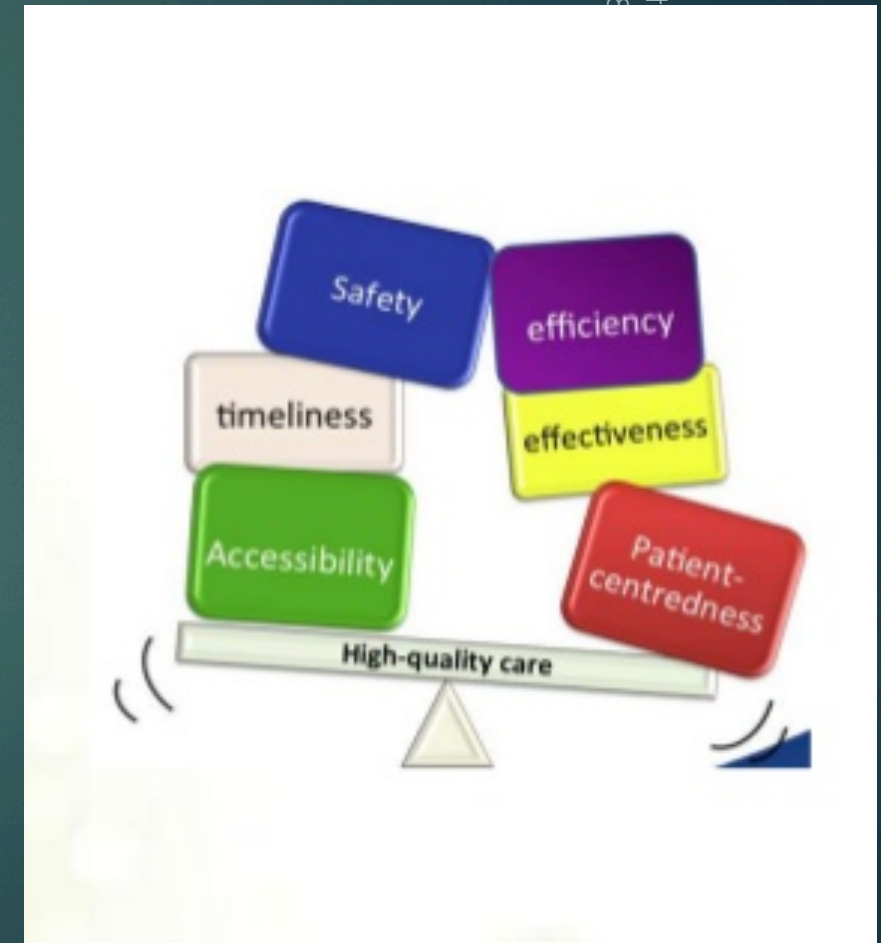 Safety
efficiency
timeliness
effectiveness
Accessibility
Patient-
centredness
High-quality care